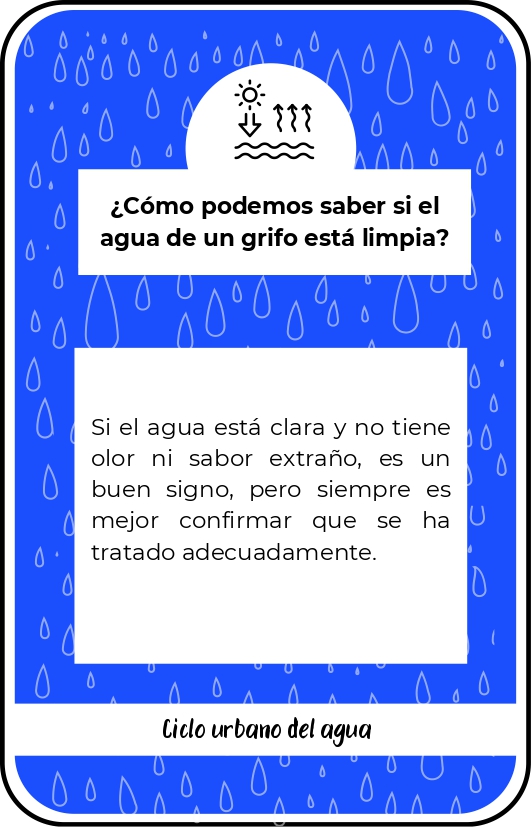 ¿Cómo podemos saber si el
agua de un grifo está limpia?
Si el agua está clara y no tiene
olor ni sabor extraño, es un
buen signo, pero siempre es
mejor confirmar que se ha
tratado adecuadamente.
Ciclo urbano del agua